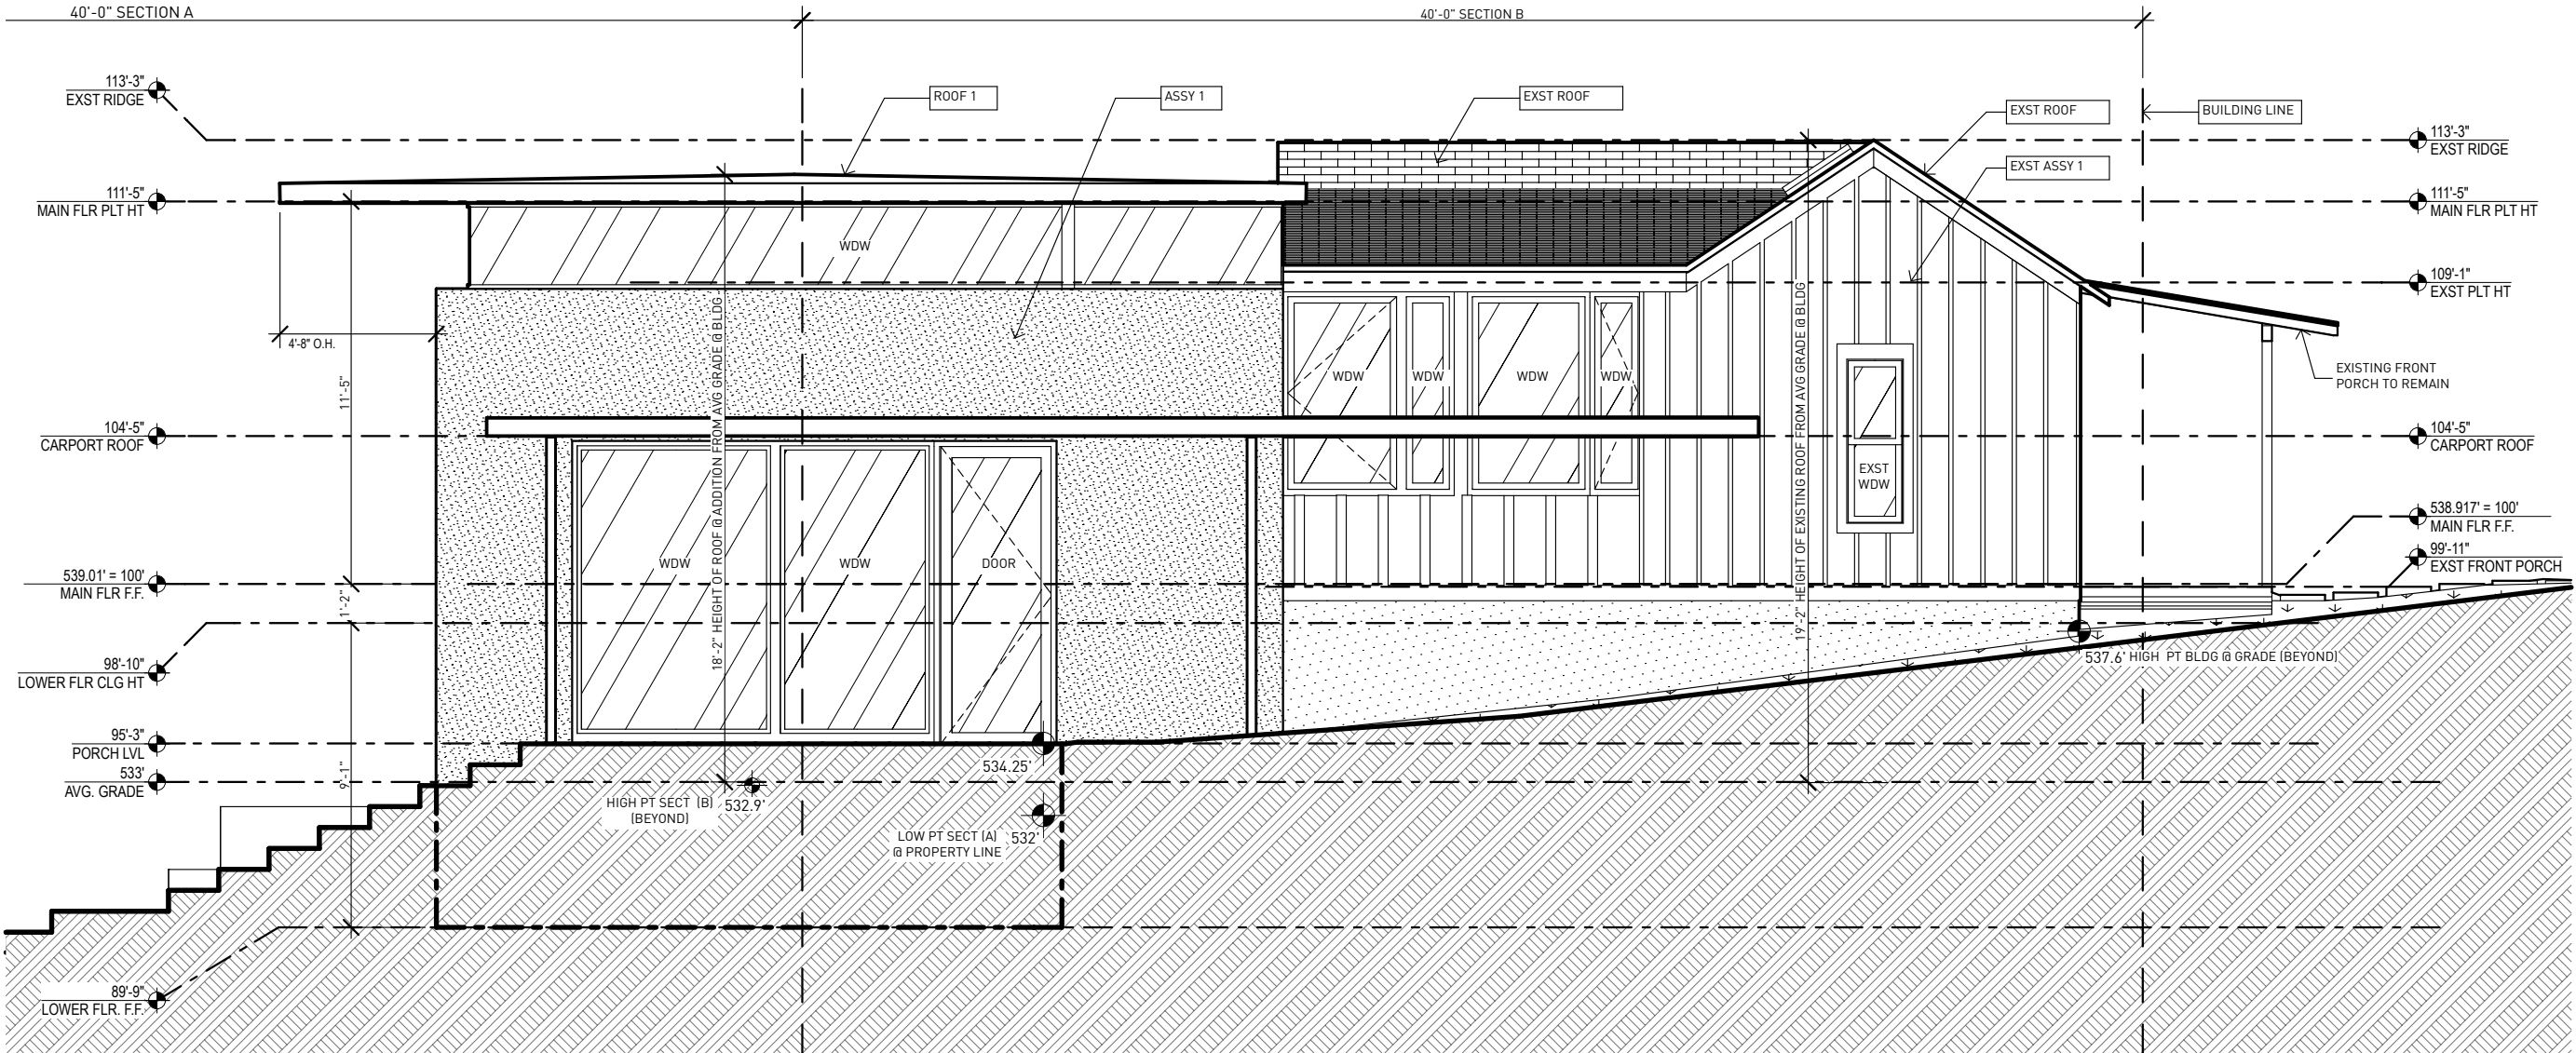 40'-0" SECTION A
40'-0" SECTION B
113'-3"
EXST RIDGE
ROOF 1
ASSY 1
EXST ROOF
EXST ROOF
BUILDING LINE
113'-3"
EXST RIDGE
EXST ASSY 1
111'-5"
MAIN FLR PLT HT
111'-5"
MAIN FLR PLT HT
WDW
109'-1"
EXST PLT HT
4'-8" O.H.
11'-5"
18'-2" HEIGHT OF ROOF @ ADDITION FROM AVG GRADE @ BLDG
19'-2" HEIGHT OF EXISTING ROOF FROM AVG GRADE @ BLDG
WDW
WDW
WDW
WDW
EXISTING FRONT
PORCH TO REMAIN
104'-5"
CARPORT ROOF
104'-5"
CARPORT ROOF
EXST
WDW
538.917' = 100'
MAIN FLR F.F.
99'-11"
EXST FRONT PORCH
WDW
WDW
DOOR
539.01' = 100'
MAIN FLR F.F.
1'-2"
98'-10"
LOWER FLR CLG HT
537.6' HIGH PT BLDG @ GRADE (BEYOND)
95'-3"
PORCH LVL
534.25'
533'
AVG. GRADE
9'-1"
HIGH PT SECT (B)
(BEYOND)
532.9'
LOW PT SECT (A)
@ PROPERTY LINE
532'
89'-9"
LOWER FLR. F.F.